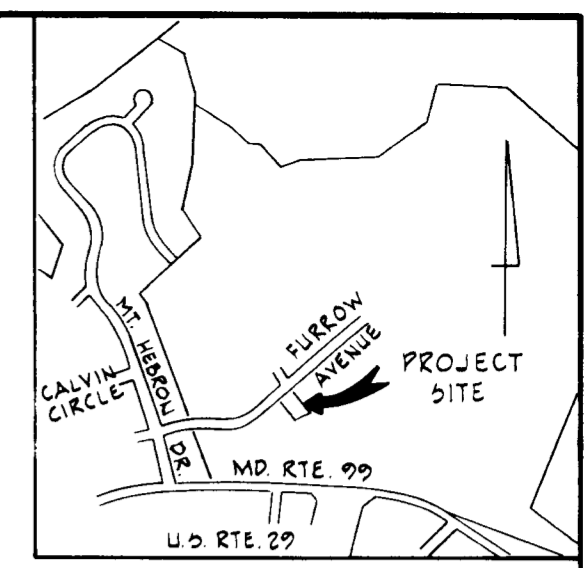 FURROW
AVENUE
MT. HEBRON DR.
PROJECT
SITE
CALVIN
CIRCLE
MD. RTE. 99
U.S. RTE. 29